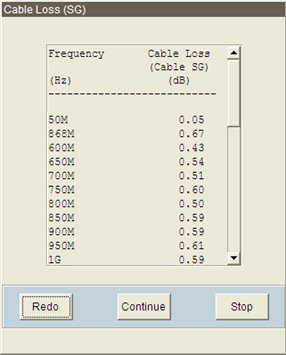 Cable Loss (SG)
Frequency Cable Loss
(Cable SG)
(Hz) (dB)
----------------------------------
50M 0.05
868M 0.67
600M 0.43
650M 0.54
700M 0.51
750M 0.60
800M 0.50
850M 0.59
900M 0.59
950M 0.61
1G 0.59
Redo Continue Stop